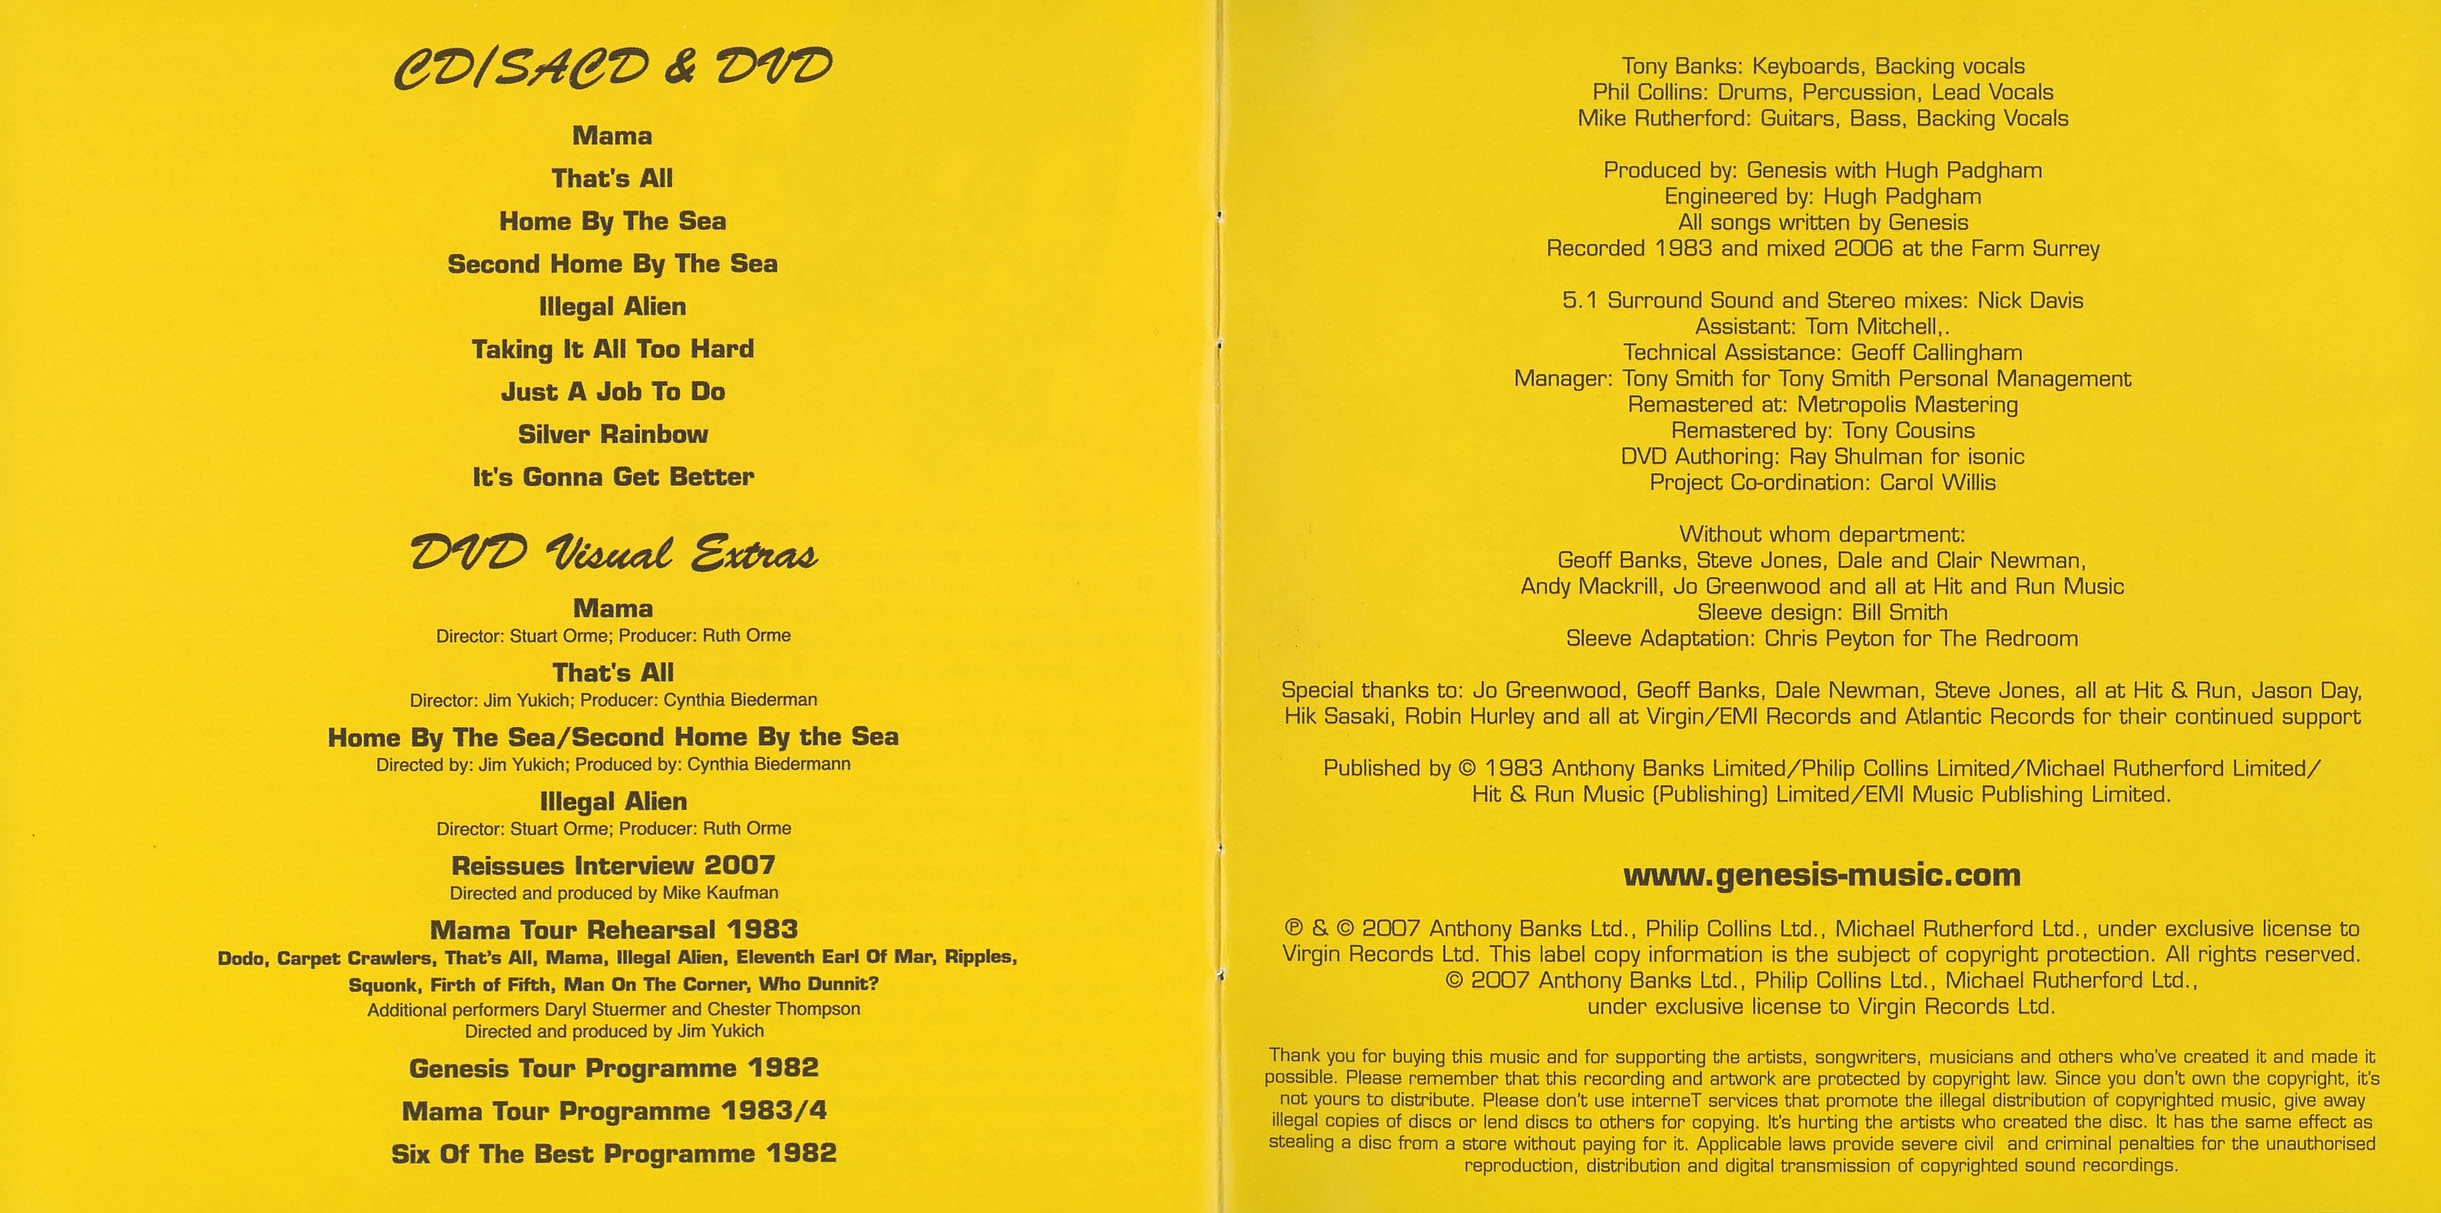 CD/SACD & DVD
Mama
That's All
Home By The Sea
Second Home By The Sea
Illegal Alien
Taking It All Too Hard
Just A Job To Do
Silver Rainbow
It's Gonna Get Better
DVD Visual Extras
Mama
Director: Stuart Orme; Producer: Ruth Orme
That's All
Director: Jim Yukich; Producer: Cynthia Biederman
Home By The Sea/Second Home By the Sea
Directed by: Jim Yukich; Produced by: Cynthia Biedermann
Illegal Alien
Director: Stuart Orme; Producer: Ruth Orme
Reissues Interview 2007
Directed and produced by Mike Kaufman
Mama Tour Rehearsal 1983
Dodo, Carpet Crawlers, That's All, Mama, Illegal Alien, Eleventh Earl Of Mar, Ripples,
Squonk, Firth of Fifth, Man On The Corner, Who Dunnit?
Additional performers Daryl Stuermer and Chester Thompson
Directed and produced by Jim Yukich
Genesis Tour Programme 1982
Mama Tour Programme 1983/4
Six Of The Best Programme 1982
Tony Banks: Keyboards, Backing vocals
Phil Collins: Drums, Percussion, Lead Vocals
Mike Rutherford: Guitars, Bass, Backing Vocals
Produced by: Genesis with Hugh Padgham
Engineered by: Hugh Padgham
All songs written by Genesis
Recorded 1983 and mixed 2006 at the Farm Surrey
5.1 Surround Sound and Stereo mixes: Nick Davis
Assistant: Tom Mitchell,.
Technical Assistance: Geoff Callingham
Manager: Tony Smith for Tony Smith Personal Management
Remastered at: Metropolis Mastering
Remastered by: Tony Cousins
DVD Authoring: Ray Shulman for isonic
Project Co-ordination: Carol Willis
Without whom department:
Geoff Banks, Steve Jones, Dale and Clair Newman,
Andy Mackrill, Jo Greenwood and all at Hit and Run Music
Sleeve design: Bill Smith
Sleeve Adaptation: Chris Peyton for The Redroom
Special thanks to: Jo Greenwood, Geoff Banks, Dale Newman, Steve Jones, all at Hit & Run, Jason Day,
Hik Sasaki, Robin Hurley and all at Virgin/EMI Records and Atlantic Records for their continued support
Published by © 1983 Anthony Banks Limited/Philip Collins Limited/Michael Rutherford Limited/
Hit & Run Music (Publishing) Limited/EMI Music Publishing Limited.
www.genesis-music.com
℗ & © 2007 Anthony Banks Ltd., Philip Collins Ltd., Michael Rutherford Ltd., under exclusive license to
Virgin Records Ltd. This label copy information is the subject of copyright protection. All rights reserved.
© 2007 Anthony Banks Ltd., Philip Collins Ltd., Michael Rutherford Ltd.,
under exclusive license to Virgin Records Ltd.
Thank you for buying this music and for supporting the artists, songwriters, musicians and others who've created it and made it
possible. Please remember that this recording and artwork are protected by copyright law. Since you don't own the copyright, it's
not yours to distribute. Please don't use interneT services that promote the illegal distribution of copyrighted music, give away
illegal copies of discs or lend discs to others for copying. It's hurting the artists who created the disc. It has the same effect as
stealing a disc from a store without paying for it. Applicable laws provide severe civil and criminal penalties for the unauthorised
reproduction, distribution and digital transmission of copyrighted sound recordings.